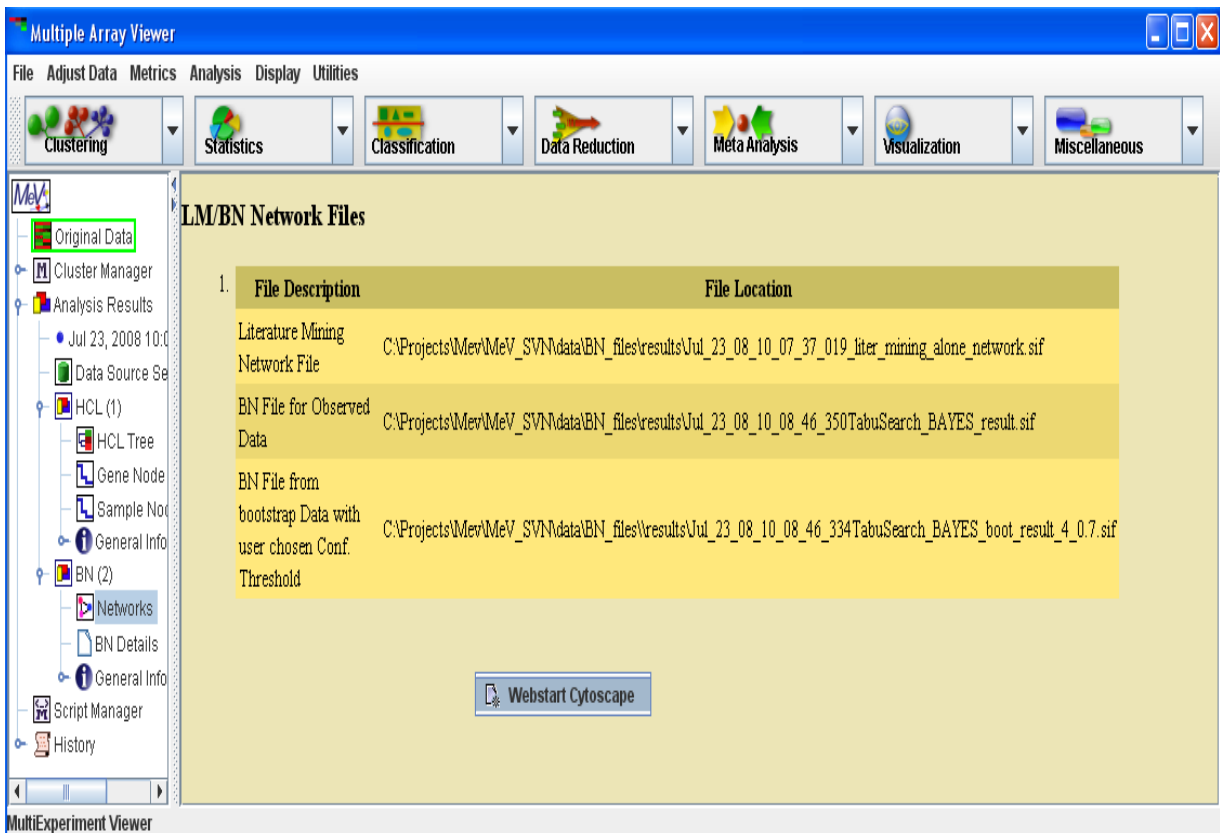 Multiple Array Viewer
File Adjust Data Metrics Analysis Display Utilities
Clustering Statistics Classification Data Reduction Meta Analysis Visualization Miscellaneous
MeV
Original Data
Cluster Manager
Analysis Results
Jul 23, 2008 10:0
Data Source Se
HCL (1)
HCL Tree
Gene Node
Sample Nod
General Info
BN (2)
Networks
BN Details
General Info
Script Manager
History
LM/BN Network Files
1.
File Description File Location
Literature Mining
Network File
C:\Projects\Mev\MeV_SVN\data\BN_files\results\Jul_23_08_10_07_37_019_liter_mining_alone_network.sif
BN File for Observed
Data
C:\Projects\Mev\MeV_SVN\data\BN_files\results\Jul_23_08_10_08_46_350TabuSearch_BAYES_result.sif
BN File from
bootstrap Data with
user chosen Conf.
Threshold
C:\Projects\Mev\MeV_SVN\data\BN_files\\results\Jul_23_08_10_08_46_334TabuSearch_BAYES_boot_result_4_0.7.sif
Webstart Cytoscape
MultiExperiment Viewer